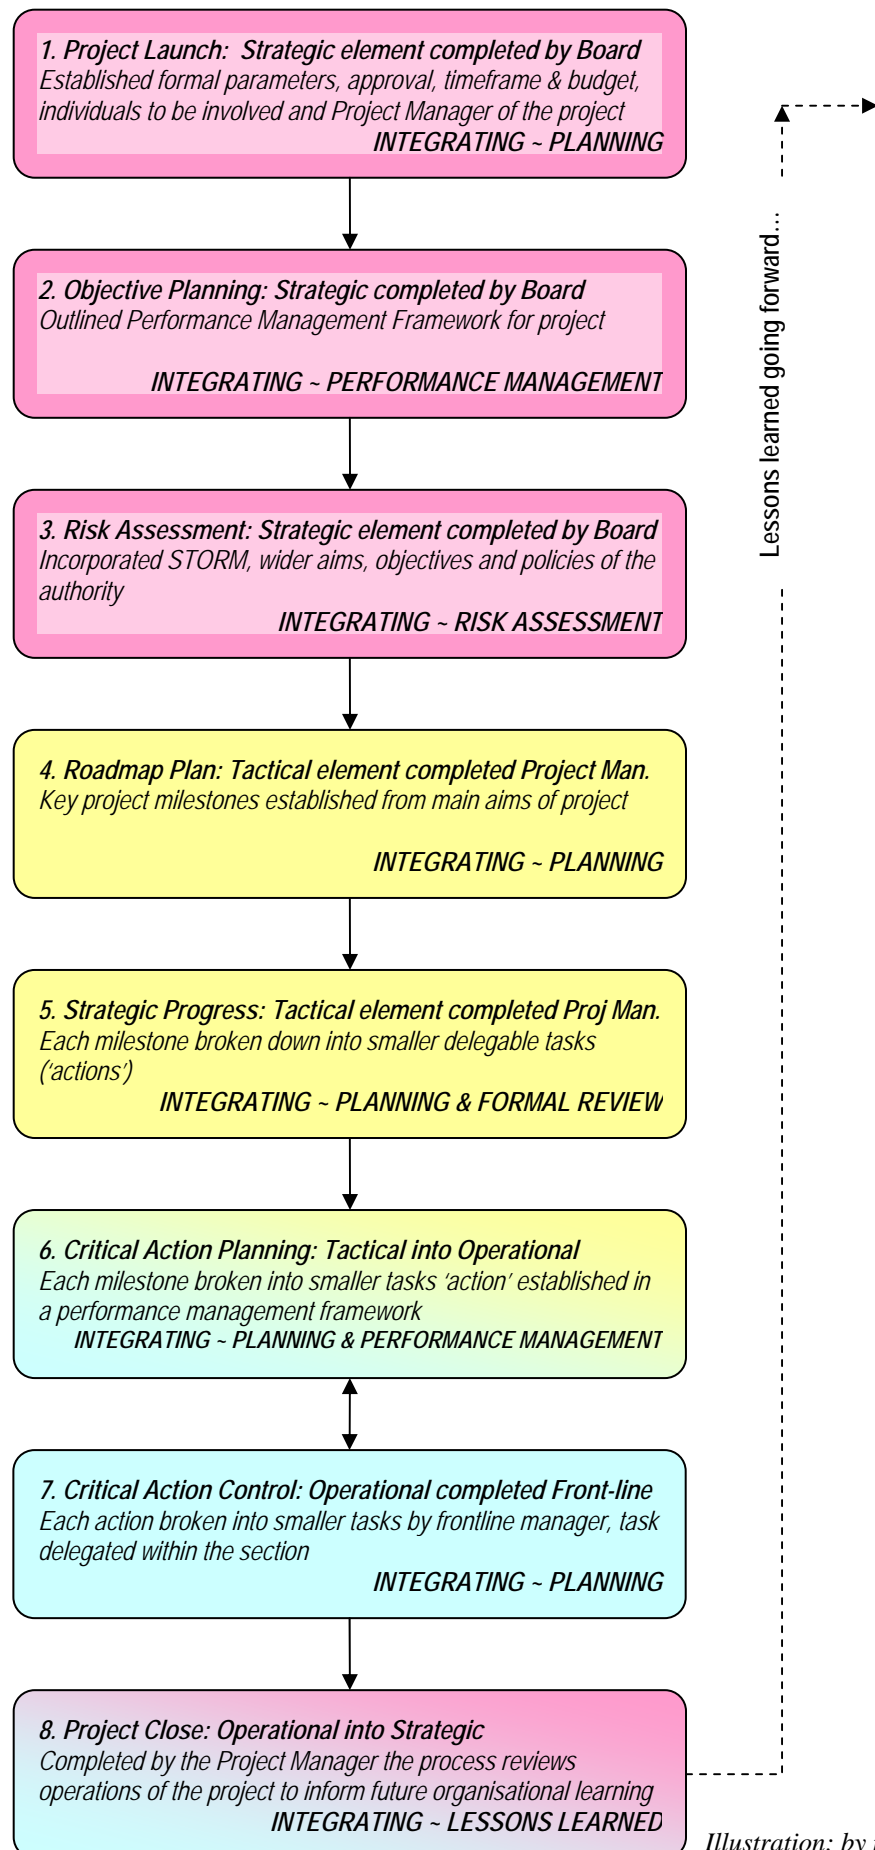 1. Project Launch:  Strategic element completed by Board
Established formal parameters, approval, timeframe & budget,
individuals to be involved and Project Manager of the project
INTEGRATING ~ PLANNING
2. Objective Planning: Strategic completed by Board
Outlined Performance Management Framework for project
INTEGRATING ~ PERFORMANCE MANAGEMENT
3. Risk Assessment: Strategic element completed by Board
Incorporated STORM, wider aims, objectives and policies of the
authority
INTEGRATING ~ RISK ASSESSMENT
4. Roadmap Plan: Tactical element completed Project Man.
Key project milestones established from main aims of project
INTEGRATING ~ PLANNING
5. Strategic Progress: Tactical element completed Proj Man.
Each milestone broken down into smaller delegable tasks
(‘actions’)
INTEGRATING ~ PLANNING & FORMAL REVIEW
6. Critical Action Planning: Tactical into Operational
Each milestone broken into smaller tasks ‘action’ established in
a performance management framework
INTEGRATING ~ PLANNING & PERFORMANCE MANAGEMENT
7. Critical Action Control: Operational completed Front-line
Each action broken into smaller tasks by frontline manager, task
delegated within the section
INTEGRATING ~ PLANNING
8. Project Close: Operational into Strategic
Completed by the Project Manager the process reviews
operations of the project to inform future organisational learning
INTEGRATING ~ LESSONS LEARNED
Lessons learned going forward…
Illustration: by